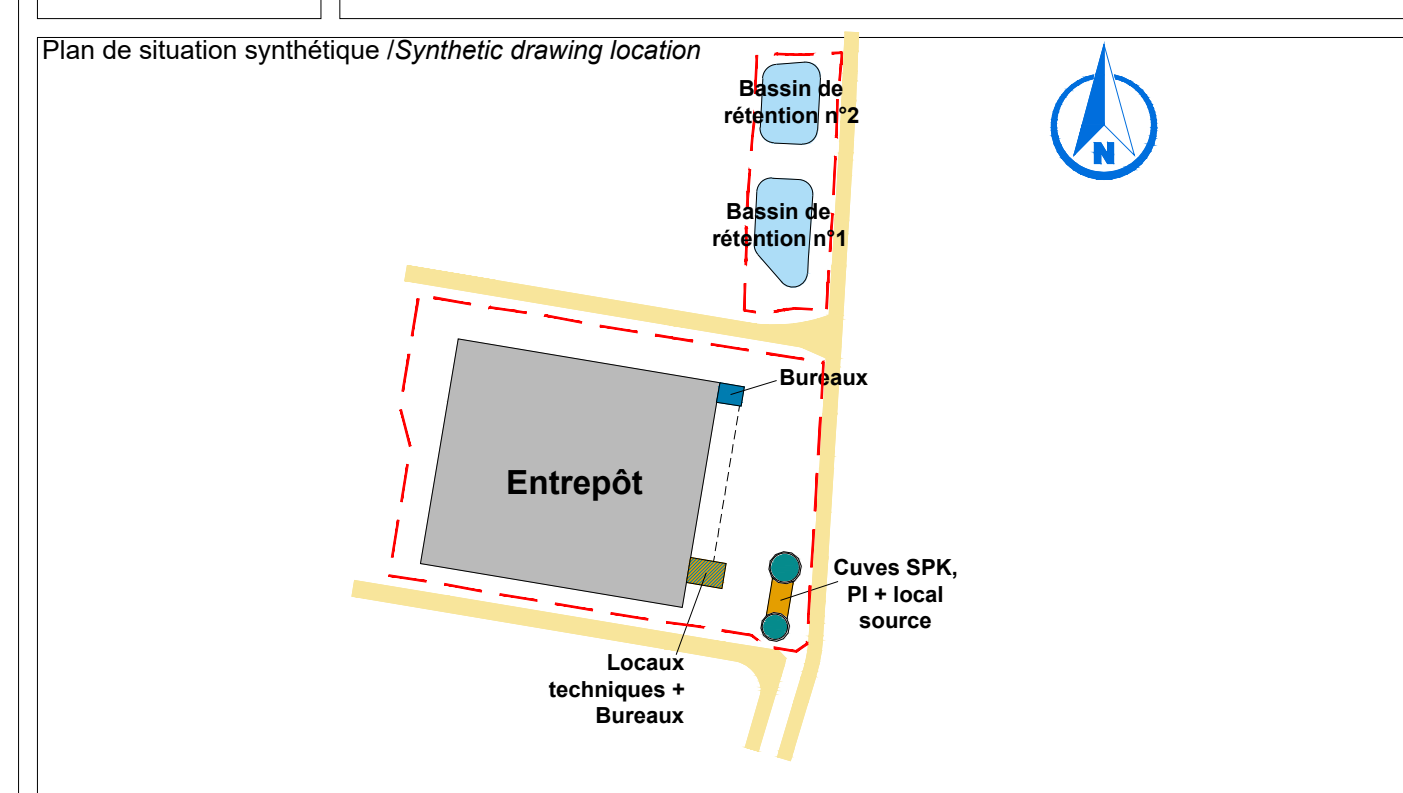 Plan de situation synthétique /Synthetic drawing location
Bassin de
rétention n°2
N
Bassin de
rétention n°1
Bureaux
Entrepôt
Cuves SPK,
PI + local
source
Locaux
techniques +
Bureaux